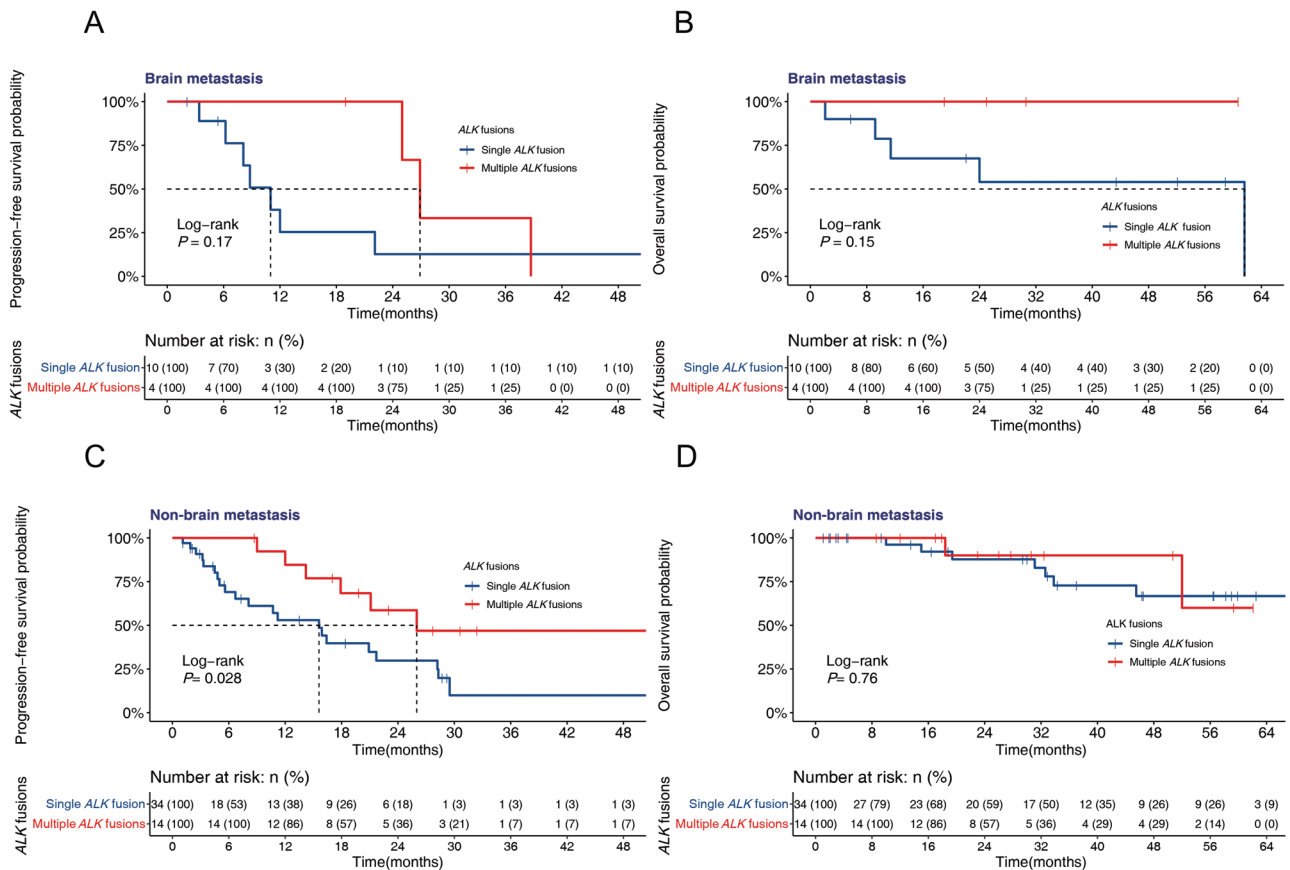 A
Brain metastasis
Progression-free survival probability
100%
75%
50%
25%
0%
ALK fusions
Single ALK fusion
Multiple ALK fusions
Log-rank
P = 0.17
0 6 12 18 24 30 36 42 48
Time(months)
Number at risk: n (%)
ALK fusions
Single ALK fusion 10 (100) 7 (70) 3 (30) 2 (20) 1 (10) 1 (10) 1 (10) 1 (10) 1 (10)
Multiple ALK fusions 4 (100) 4 (100) 4 (100) 4 (100) 3 (75) 1 (25) 1 (25) 0 (0) 0 (0)
0 6 12 18 24 30 36 42 48
Time(months)
B
Brain metastasis
Overall survival probability
100%
75%
50%
25%
0%
ALK fusions
Single ALK fusion
Multiple ALK fusions
Log-rank
P = 0.15
0 8 16 24 32 40 48 56 64
Time(months)
Number at risk: n (%)
ALK fusions
Single ALK fusion 10 (100) 8 (80) 6 (60) 5 (50) 4 (40) 4 (40) 3 (30) 2 (20) 0 (0)
Multiple ALK fusions 4 (100) 4 (100) 4 (100) 3 (75) 1 (25) 1 (25) 1 (25) 1 (25) 0 (0)
0 8 16 24 32 40 48 56 64
Time(months)
C
Non-brain metastasis
Progression-free survival probability
100%
75%
50%
25%
0%
ALK fusions
Single ALK fusion
Multiple ALK fusions
Log-rank
P= 0.028
0 6 12 18 24 30 36 42 48
Time(months)
Number at risk: n (%)
ALK fusions
Single ALK fusion 34 (100) 18 (53) 13 (38) 9 (26) 6 (18) 1 (3) 1 (3) 1 (3) 1 (3)
Multiple ALK fusions 14 (100) 14 (100) 12 (86) 8 (57) 5 (36) 3 (21) 1 (7) 1 (7) 1 (7)
0 6 12 18 24 30 36 42 48
Time(months)
D
Non-brain metastasis
Overall survival probability
100%
75%
50%
25%
0%
ALK fusions
Single ALK fusion
Multiple ALK fusions
Log-rank
P= 0.76
0 8 16 24 32 40 48 56 64
Time(months)
Number at risk: n (%)
ALK fusions
Single ALK fusion 34 (100) 27 (79) 23 (68) 20 (59) 17 (50) 12 (35) 9 (26) 9 (26) 3 (9)
Multiple ALK fusions 14 (100) 14 (100) 12 (86) 8 (57) 5 (36) 4 (29) 4 (29) 2 (14) 0 (0)
0 8 16 24 32 40 48 56 64
Time(months)